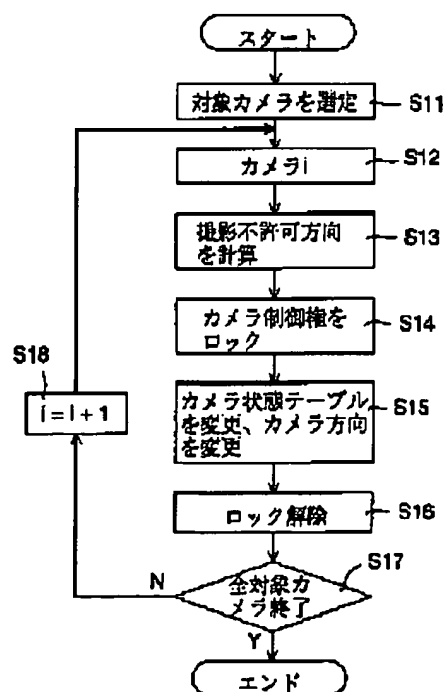 スタート
対象カメラを選定
S11
カメラi
S12
撮影不許可方向
を計算
S13
カメラ制御権を
ロック
S14
S18
i=i+1
カメラ状態テーブル
を変更、カメラ方向
を変更
S15
ロック解除
S16
全対象カ
メラ終了
S17
N
Y
エンド